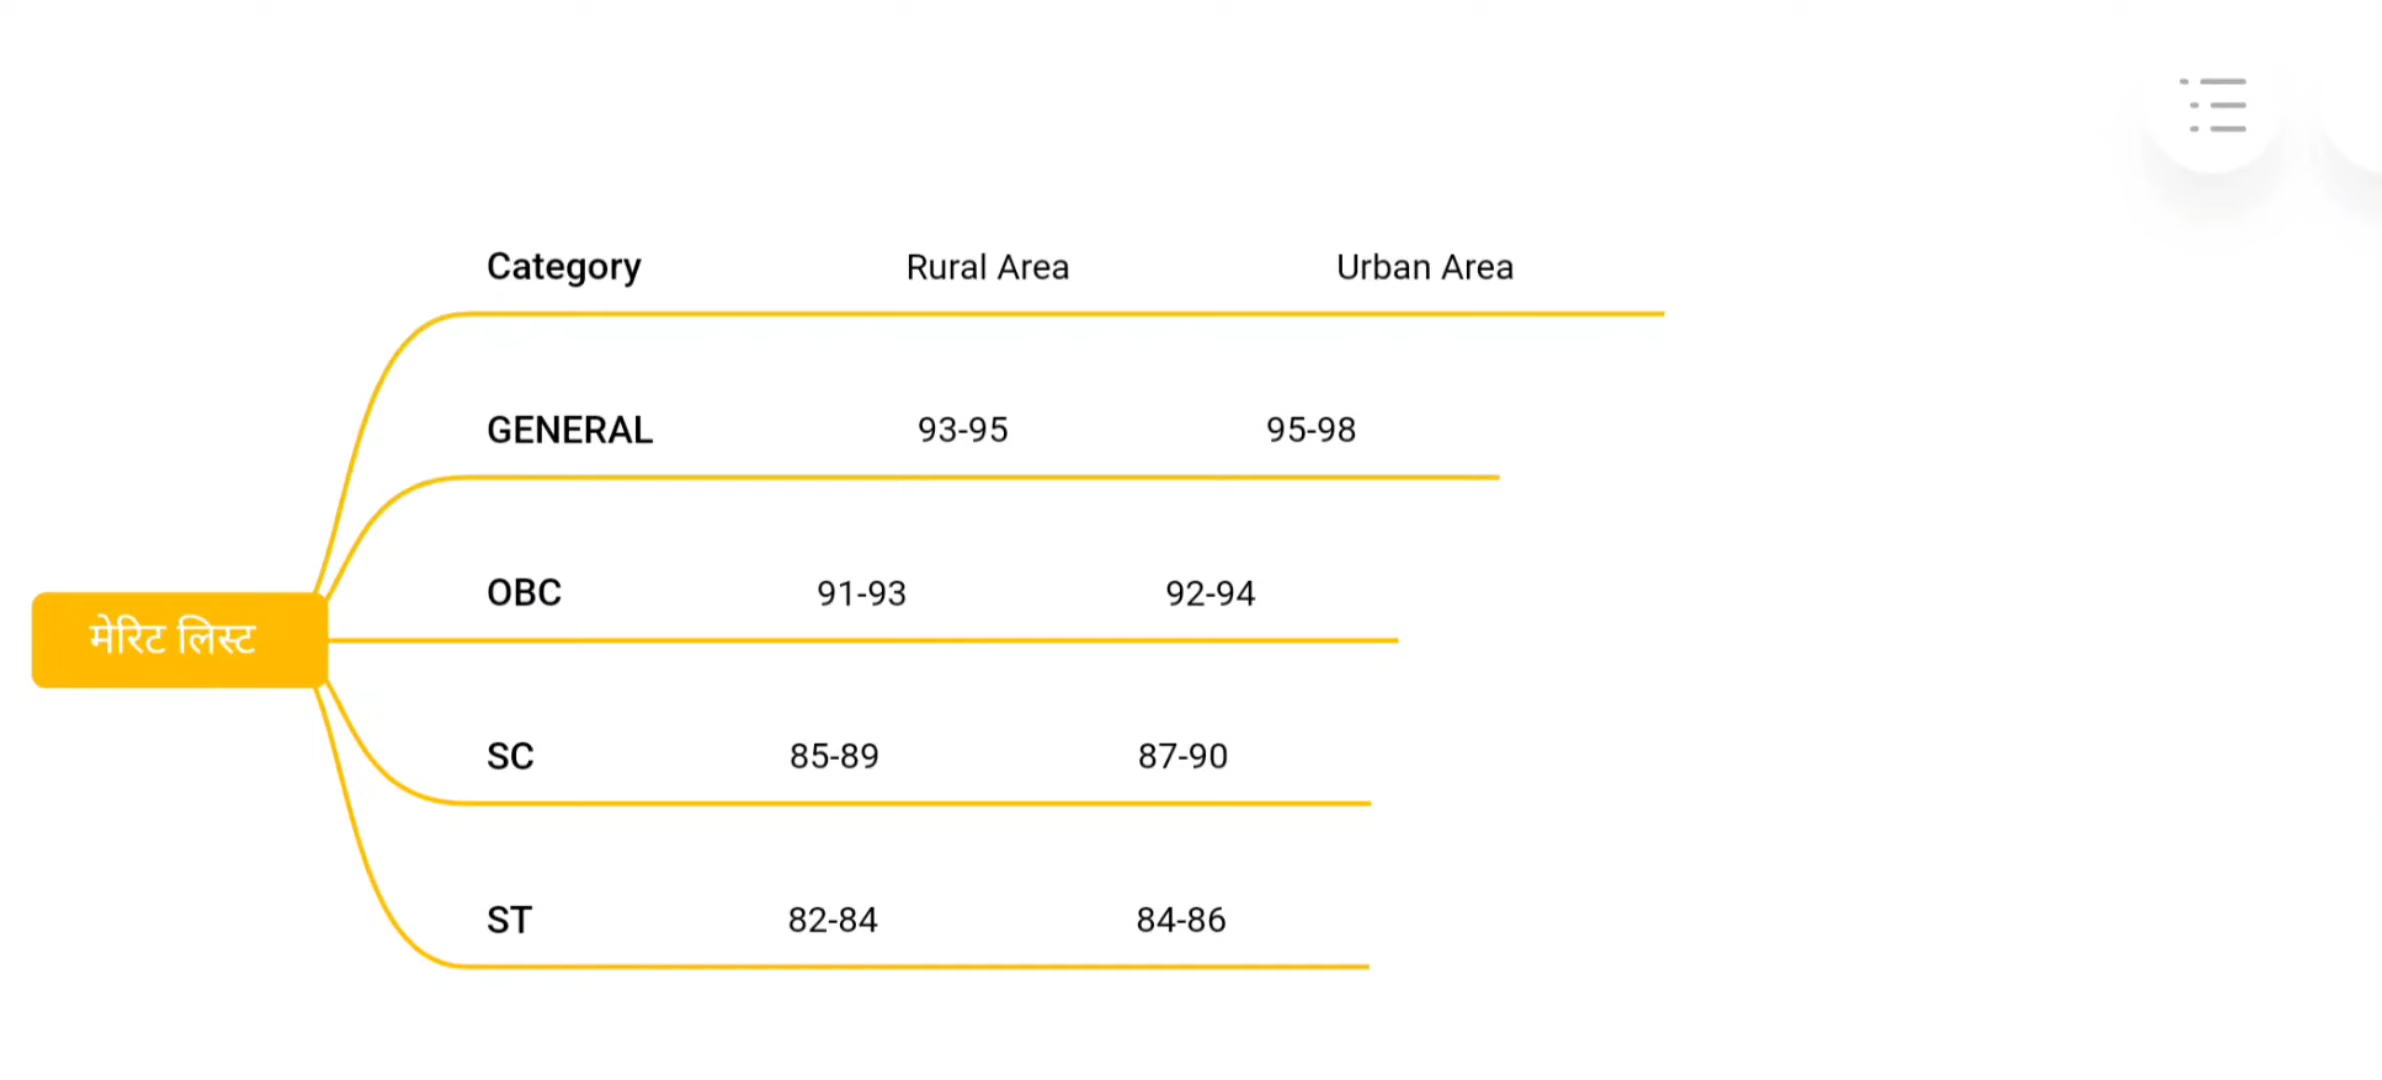 Category Rural Area Urban Area
GENERAL 93-95 95-98
OBC 91-93 92-94
मेरिट लिस्ट
SC 85-89 87-90
ST 82-84 84-86